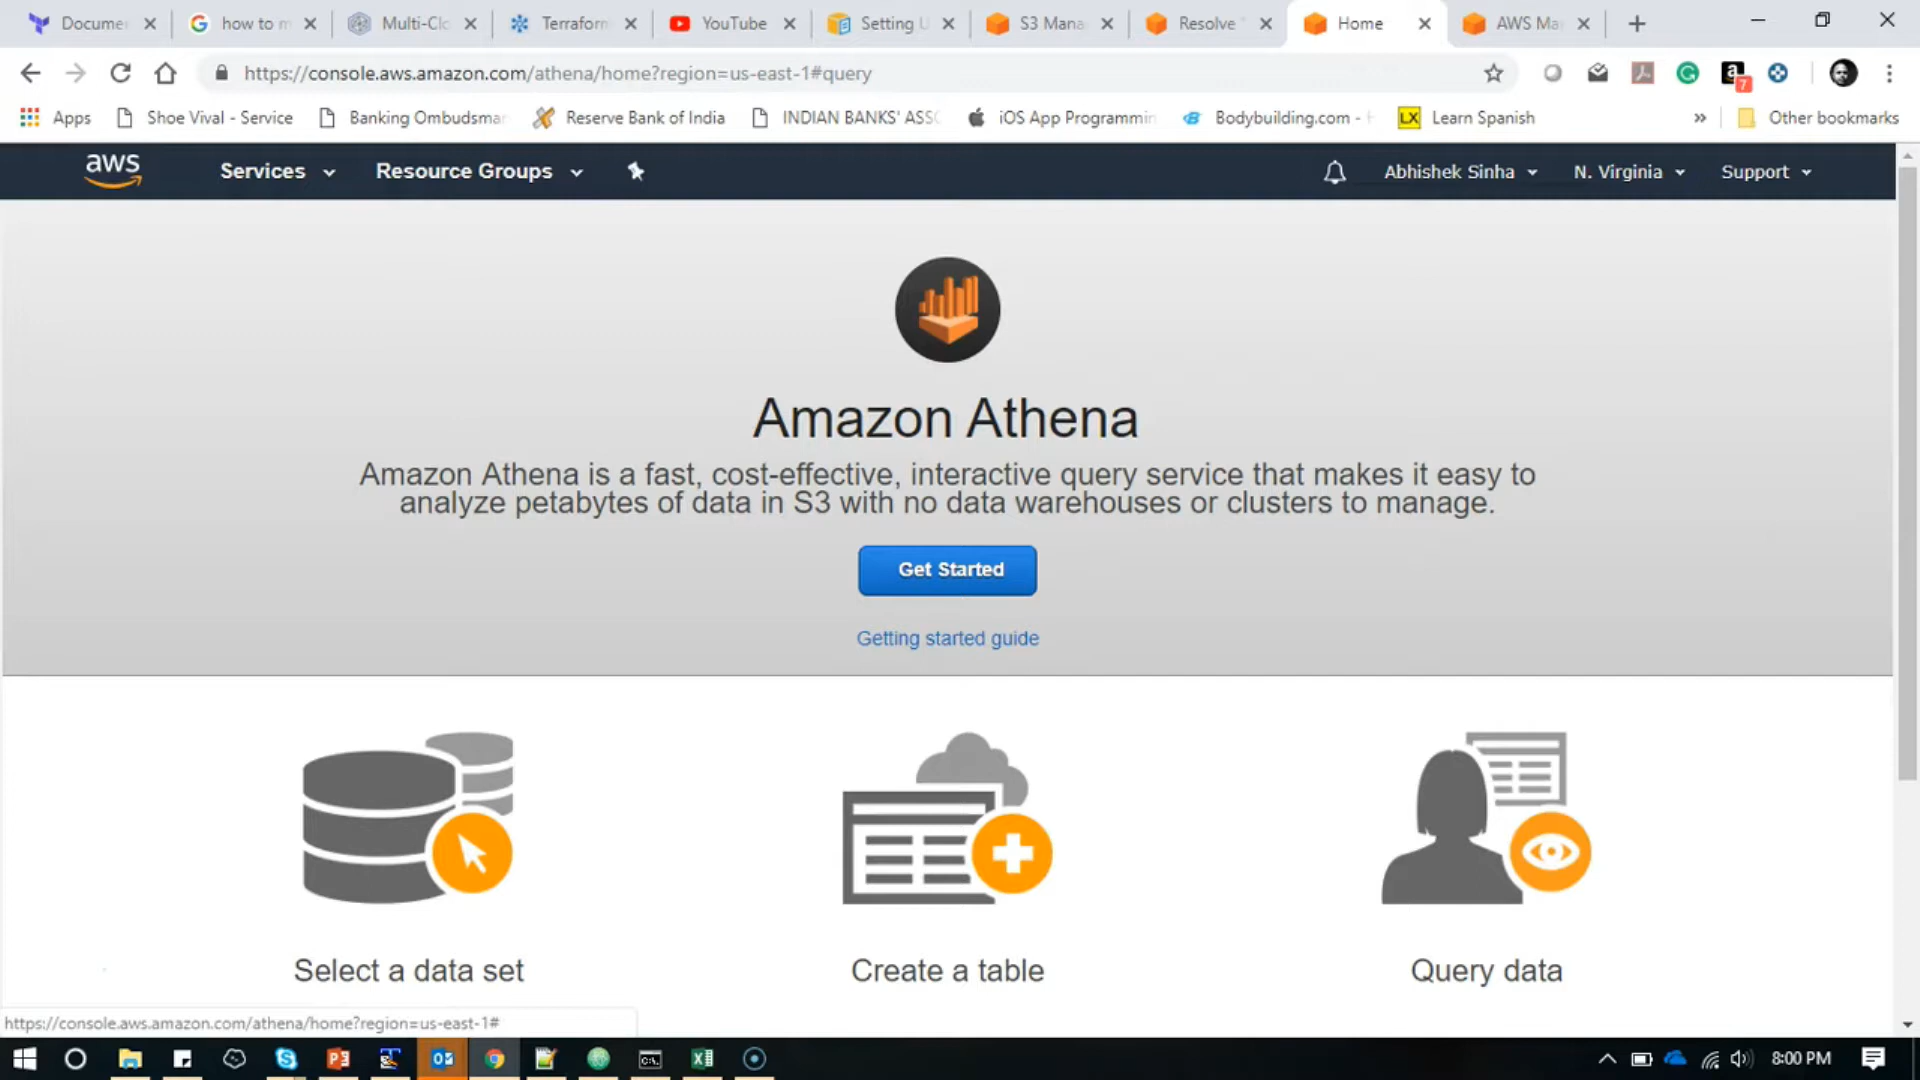 Docume
how to m
Multi-Clo
Terraform
YouTube
Setting U
S3 Mana
Resolve
Home
AWS Ma
https://console.aws.amazon.com/athena/home?region=us-east-1#query
7
Apps
Shoe Vival - Service
Banking Ombudsma
Reserve Bank of India
INDIAN BANKS' ASSO
iOS App Programmin
Bodybuilding.com -
LX
Learn Spanish
»
Other bookmarks
aws
Services
Resource Groups
Abhishek Sinha
N. Virginia
Support
Amazon Athena
Amazon Athena is a fast, cost-effective, interactive query service that makes it easy to
analyze petabytes of data in S3 with no data warehouses or clusters to manage.
Get Started
Getting started guide
Select a data set
Create a table
Query data
https://console.aws.amazon.com/athena/home?region=us-east-1#
8:00 PM